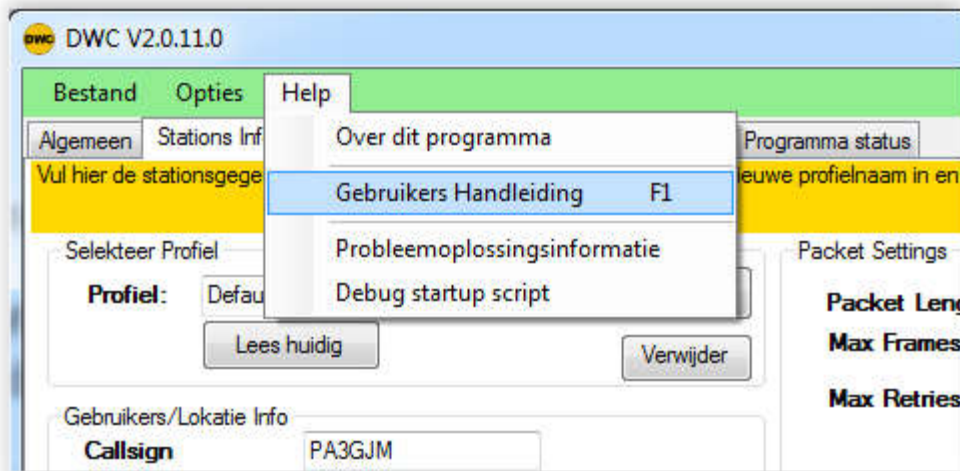 DWC DWC V2.0.11.0
Bestand Opties Help
Algemeen Stations Inf Programma status
Over dit programma
Gebruikers Handleiding F1
Probleemoplossingsinformatie
Debug startup script
Vul hier de stationsgege ieuwe profielnaam in en
Selekteer Profiel
Profiel: Defau
Lees huidig
Verwijder
Packet Settings
Packet Leng
Max Frames
Max Retries
Gebruikers/Lokatie Info
Callsign PA3GJM